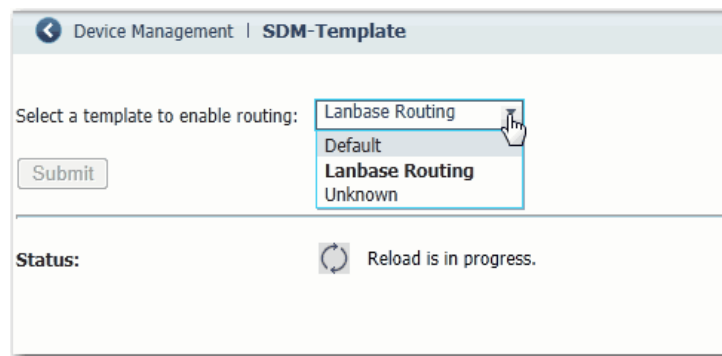 Device Management | SDM-Template
Select a template to enable routing: Lanbase Routing
Default
Lanbase Routing
Unknown
Submit
Status: Reload is in progress.